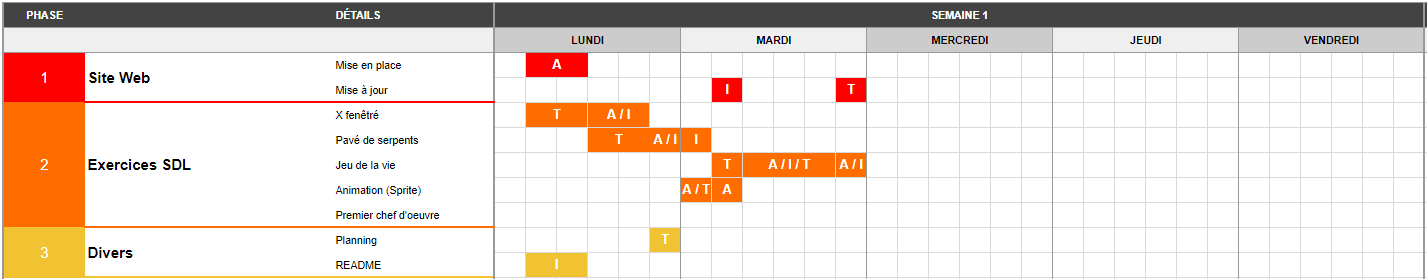 PHASE DÉTAILS SEMAINE 1
LUNDI MARDI MERCREDI JEUDI VENDREDI
1 Site Web
Mise en place A
Mise à jour I T
2 Exercices SDL
X fenêtré T A / I
Pavé de serpents T A / I I
Jeu de la vie T A / I / T A / I
Animation (Sprite) A / T A
Premier chef d'oeuvre
3 Divers
Planning T
README I